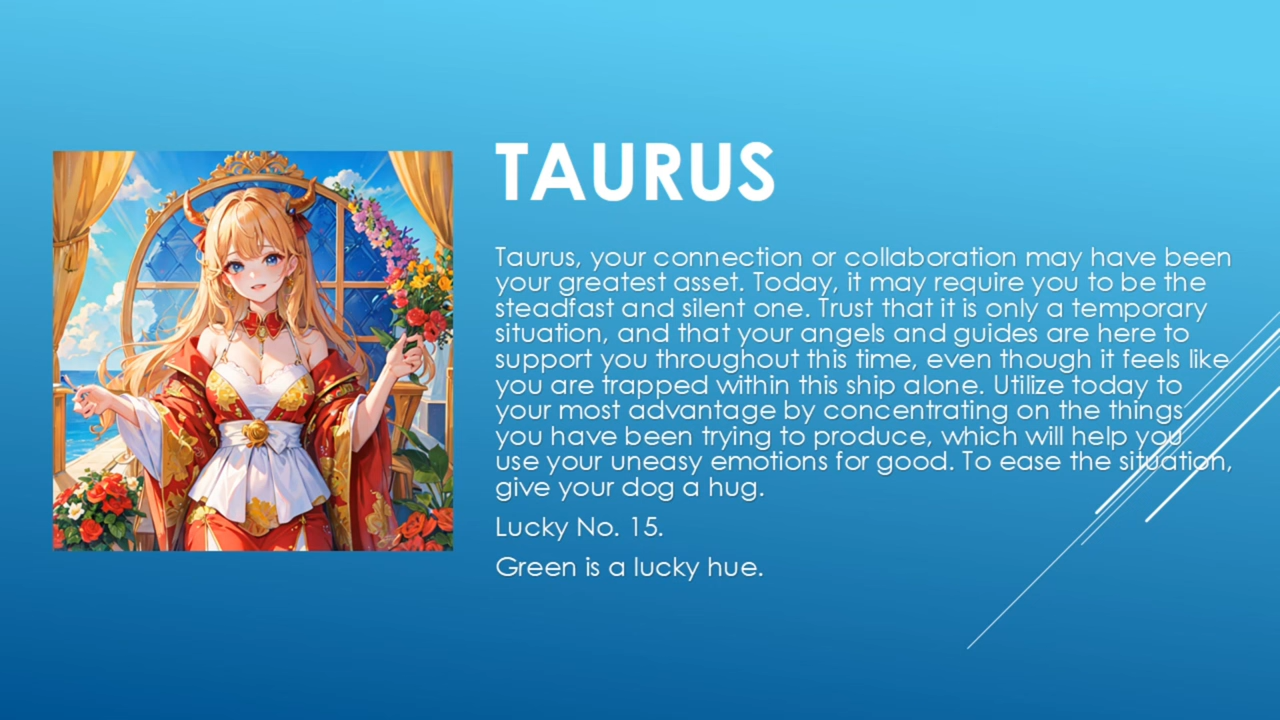 TAURUS
Taurus, your connection or collaboration may have been
your greatest asset. Today, it may require you to be the
steadfast and silent one. Trust that it is only a temporary
situation, and that your angels and guides are here to
support you throughout this time, even though it feels like
you are trapped within this ship alone. Utilize today to
your most advantage by concentrating on the things
you have been trying to produce, which will help you
use your uneasy emotions for good. To ease the situation,
give your dog a hug.
Lucky No. 15.
Green is a lucky hue.